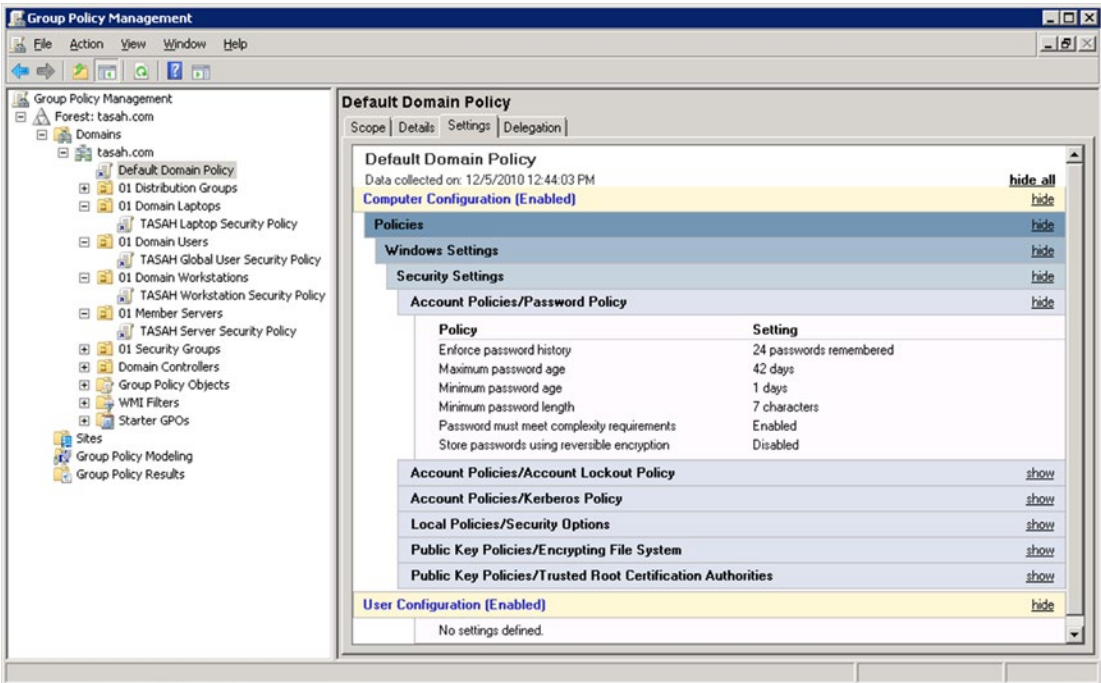 Group Policy Management
File Action View Window Help
Group Policy Management
Forest: tasah.com
Domains
tasah.com
Default Domain Policy
01 Distribution Groups
01 Domain Laptops
TASAH Laptop Security Policy
01 Domain Users
TASAH Global User Security Policy
01 Domain Workstations
TASAH Workstation Security Policy
01 Member Servers
TASAH Server Security Policy
01 Security Groups
Domain Controllers
Group Policy Objects
WMI Filters
Starter GPOs
Sites
Group Policy Modeling
Group Policy Results
Default Domain Policy
Scope Details Settings Delegation
Default Domain Policy
Data collected on: 12/5/2010 12:44:03 PM hide all
Computer Configuration (Enabled) hide
Policies hide
Windows Settings hide
Security Settings hide
Account Policies/Password Policy hide
Policy Setting
Enforce password history 24 passwords remembered
Maximum password age 42 days
Minimum password age 1 days
Minimum password length 7 characters
Password must meet complexity requirements Enabled
Store passwords using reversible encryption Disabled
Account Policies/Account Lockout Policy show
Account Policies/Kerberos Policy show
Local Policies/Security Options show
Public Key Policies/Encrypting File System show
Public Key Policies/Trusted Root Certification Authorities show
User Configuration (Enabled) hide
No settings defined.